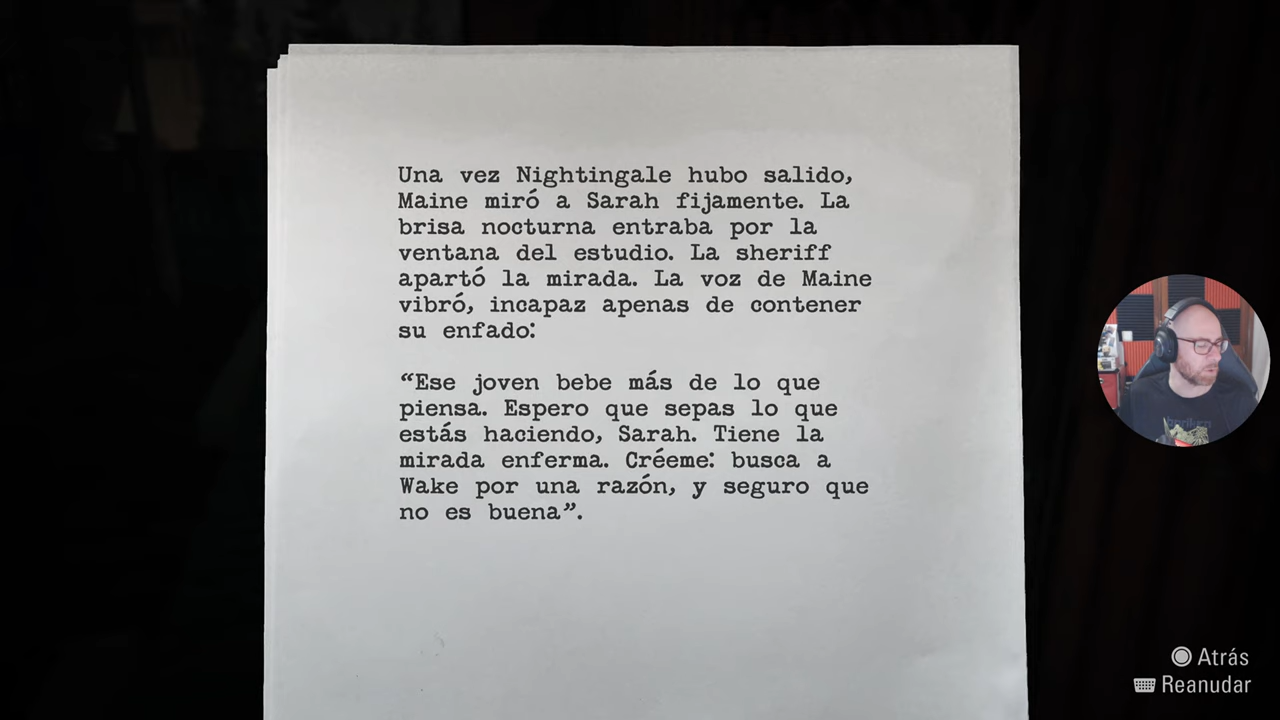 Una vez Nightingale hubo salido,
Maine miró a Sarah fijamente. La
brisa nocturna entraba por la
ventana del estudio. La sheriff
apartó la mirada. La voz de Maine
vibró, incapaz apenas de contener
su enfado:
“Ese joven bebe más de lo que
piensa. Espero que sepas lo que
estás haciendo, Sarah. Tiene la
mirada enferma. Créeme: busca a
Wake por una razón, y seguro que
no es buena”.
Atrás
Reanudar